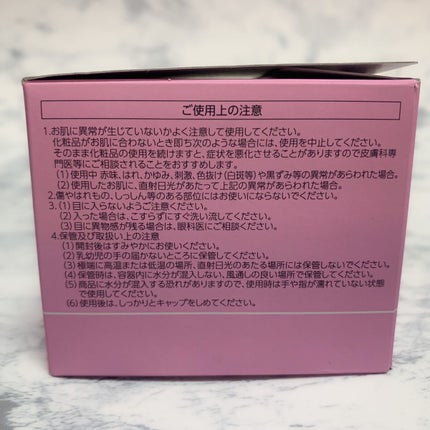 ご使用上の注意
1.お肌に異常が生じていないかよく注意して使用してください。
化粧品がお肌に合わないとき即ち次のような場合には、使用を中止してください。
そのまま化粧品の使用を続けますと、症状を悪化させることがありますので皮膚科専
門医等にご相談されることをおすすめします。
(1)使用中 赤味、はれ、かゆみ、刺激、色抜け(白斑等)や黒ずみ等の異常があらわれた場合。
(2)使用したお肌に、直射日光があたって上記の異常があらわれた場合。
2.傷やはれもの、しっしん等のある部位にはお使いにならないでください。
3.(1)目に入らないようご注意ください。
(2)入った場合は、こすらずにすぐ洗い流してください。
(3)目に異物感が残る場合は、眼科医にご相談ください。
4.保管及び取扱い上の注意
(1)開封後はすみやかにお使いください。
(2)乳幼児の手の届かないところに保管してください。
(3)極端に高温または低温の場所、直射日光のあたる場所には保管しないでください。
(4)保管時は、容器内に水分が混入しない、風通しの良い場所で保管してください。
(5)商品に水分が混入する恐れがありますので、使用時は手や指が濡れていない状態
で使用してください。
(6)使用後は、しっかりとキャップをしめてください。